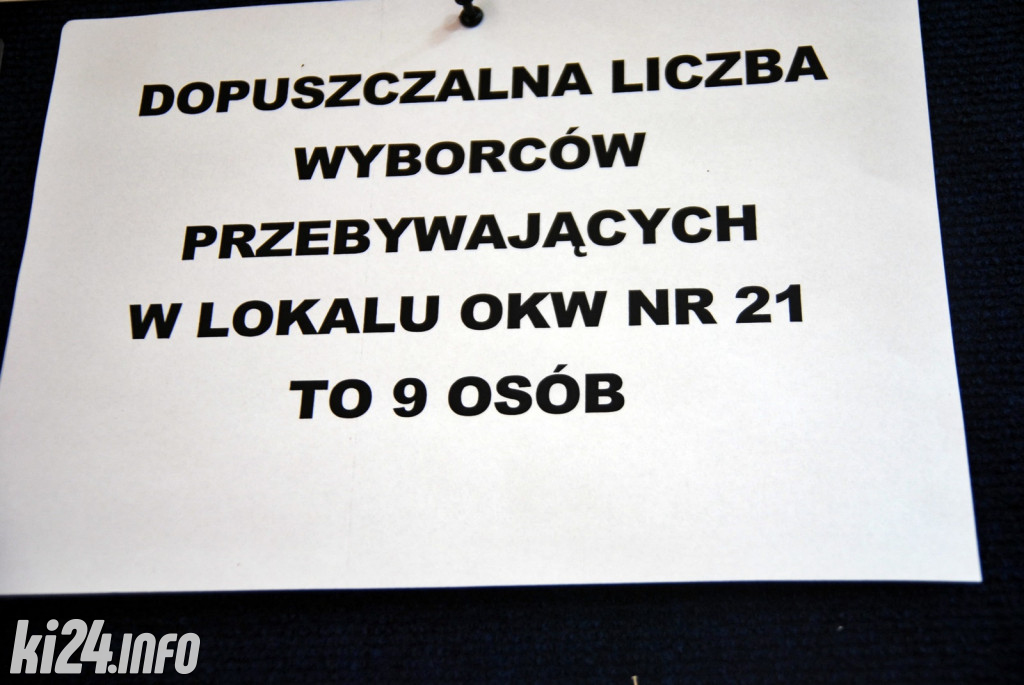 DOPUSZCZALNA LICZBA
WYBORCÓW
PRZEBYWAJĄCYCH
W LOKALU OKW NR 21
TO 9 OSÓB
ki24.info